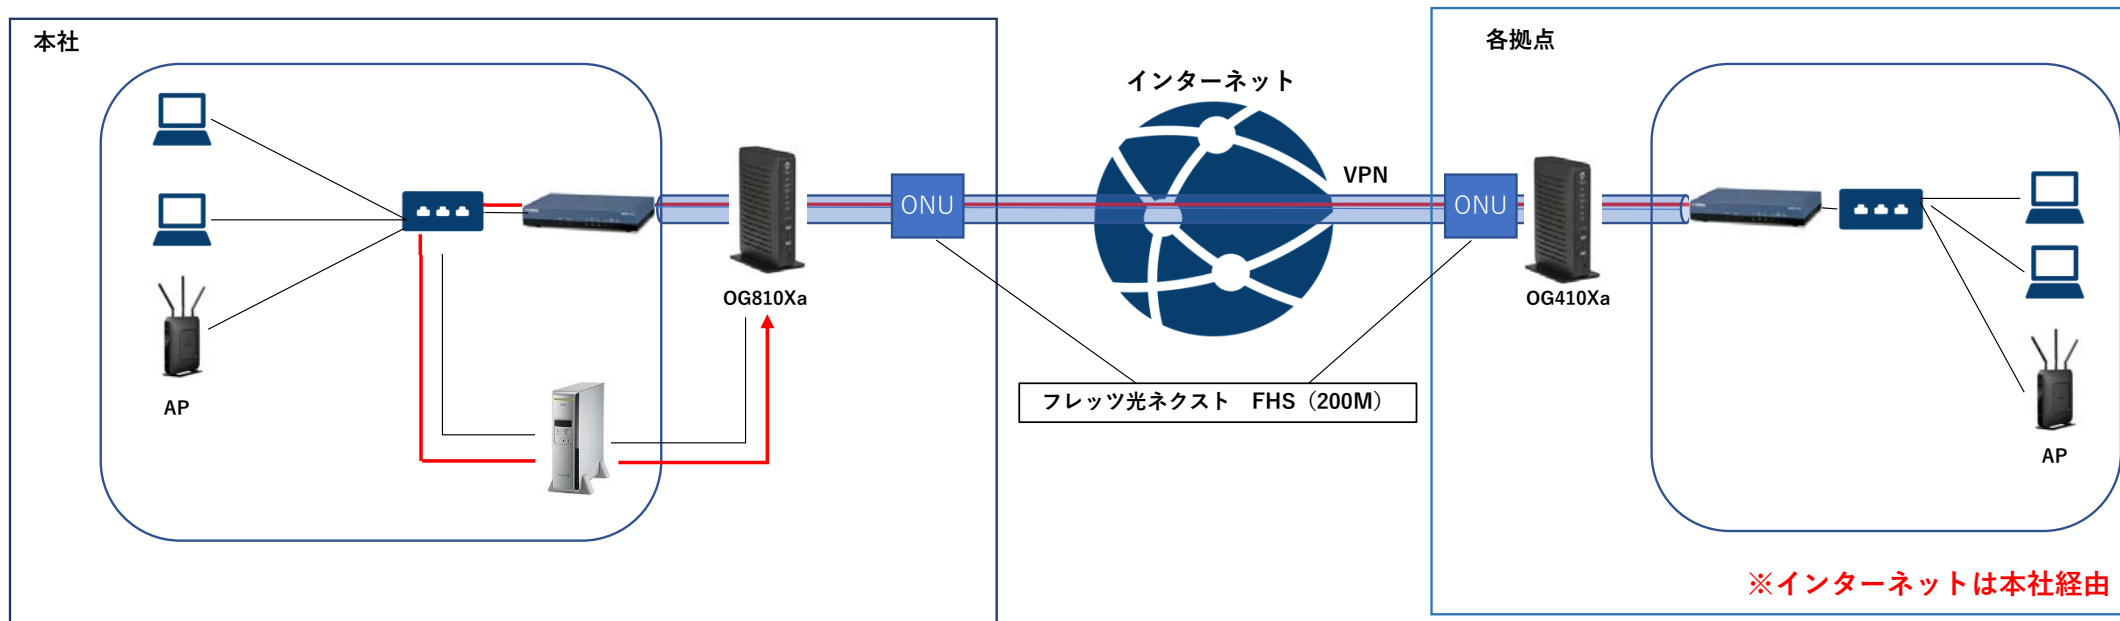 本社
各拠点
インターネット
VPN
ONU
ONU
OG810Xa
OG410Xa
AP
フレッツ光ネクスト　FHS（200M）
AP
※インターネットは本社経由